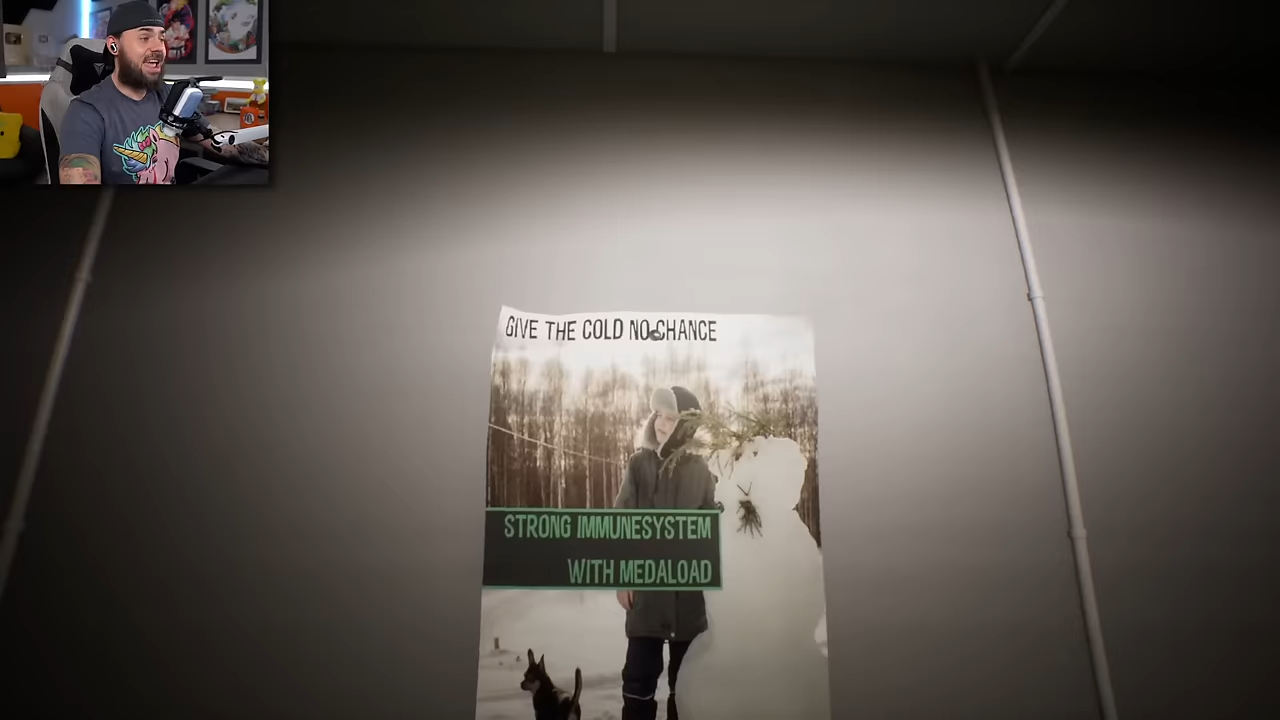 GIVE THE COLD NO CHANCE
STRONG IMMUNESYSTEM
WITH MEDALOAD